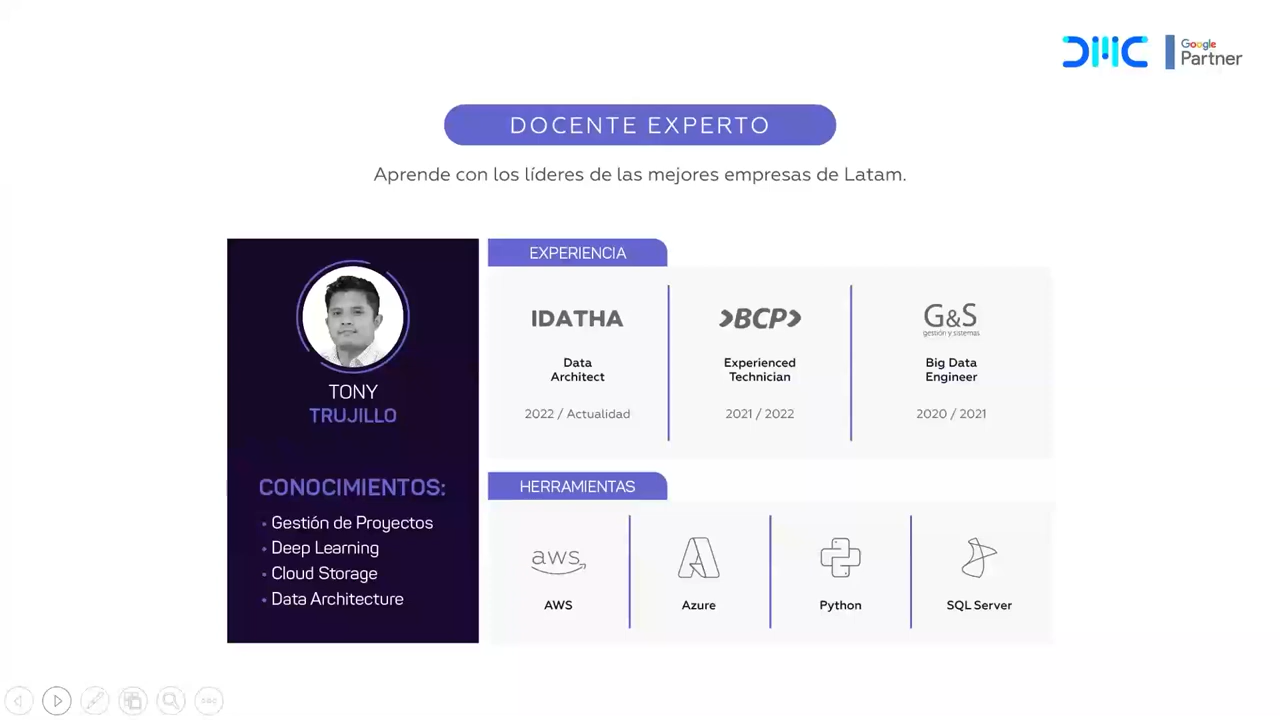 DMC
Google
Partner
DOCENTE EXPERTO
Aprende con los líderes de las mejores empresas de Latam.
TONY
TRUJILLO
CONOCIMIENTOS:
• Gestión de Proyectos
• Deep Learning
• Cloud Storage
• Data Architecture
EXPERIENCIA
IDATHA
Data
Architect
2022 / Actualidad
BCP
Experienced
Technician
2021 / 2022
G&S
gestión y sistemas
Big Data
Engineer
2020 / 2021
HERRAMIENTAS
aws
AWS
Azure
Python
SQL Server